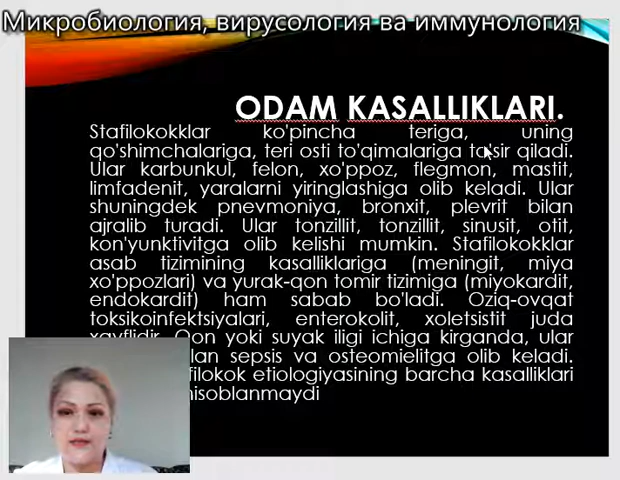 Микробиология, вирусология ва иммунология
ODAM KASALLIKLARI.
Stafilokokklar ko'pincha teriga, uning
qo'shimchalariga, teri osti to'qimalariga ta'sir qiladi.
Ular karbunkul, felon, xo'ppoz, flegmon, mastit,
limfadenit, yaralarni yiringlashiga olib keladi. Ular
shuningdek pnevmoniya, bronxit, plevrit bilan
ajralib turadi. Ular tonzillit, tonzillit, sinusit, otit,
kon'yunktivitga olib kelishi mumkin. Stafilokokklar
asab tizimining kasalliklariga (meningit, miya
xo'ppozlari) va yurak-qon tomir tizimiga (miyokardit,
endokardit) ham sabab bo'ladi. Oziq-ovqat
toksikoinfektsiyalari, enterokolit, xoletsistit juda
xavflidir. Qon yoki suyak iligi ichiga kirganda, ular
sepsis va osteomielitga olib keladi.
etiologiyasining barcha kasalliklari